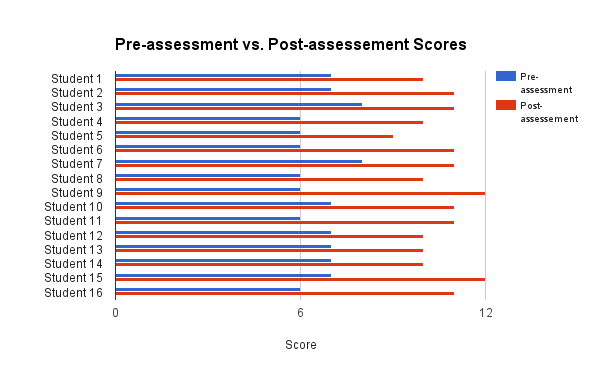 Pre-assessment vs. Post-assessement Scores
Student 1
Student 2
Student 3
Student 4
Student 5
Student 6
Student 7
Student 8
Student 9
Student 10
Student 11
Student 12
Student 13
Student 14
Student 15
Student 16
0 6 12
Score
Pre-
assessment
Post-
assessement